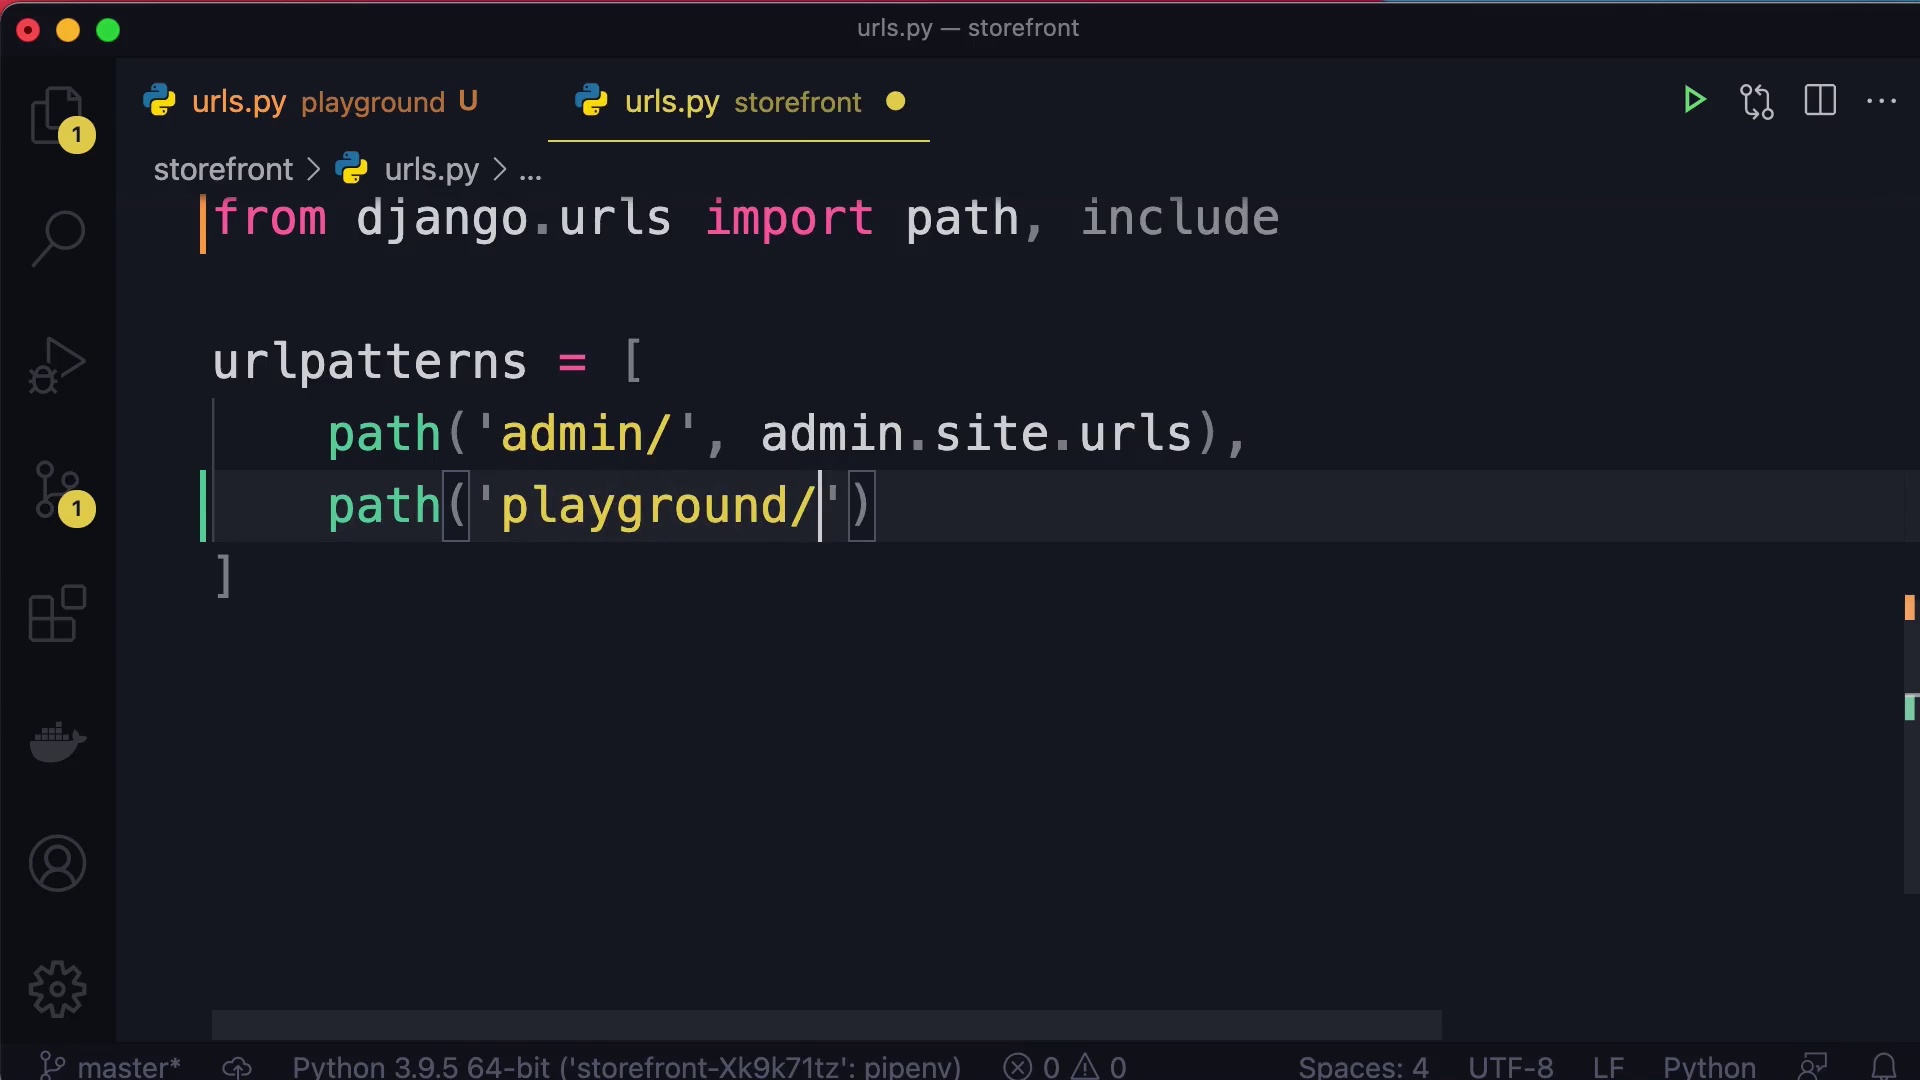 urls.py — storefront
urls.py playground U urls.py storefront
storefront > urls.py > ...
from django.urls import path, include
urlpatterns = [
    path('admin/', admin.site.urls),
    path('playground/')
]
1
1
master* Python 3.9.5 64-bit ('storefront-Xk9k71tz': pipenv) 0 0 Spaces: 4 UTF-8 LF Python